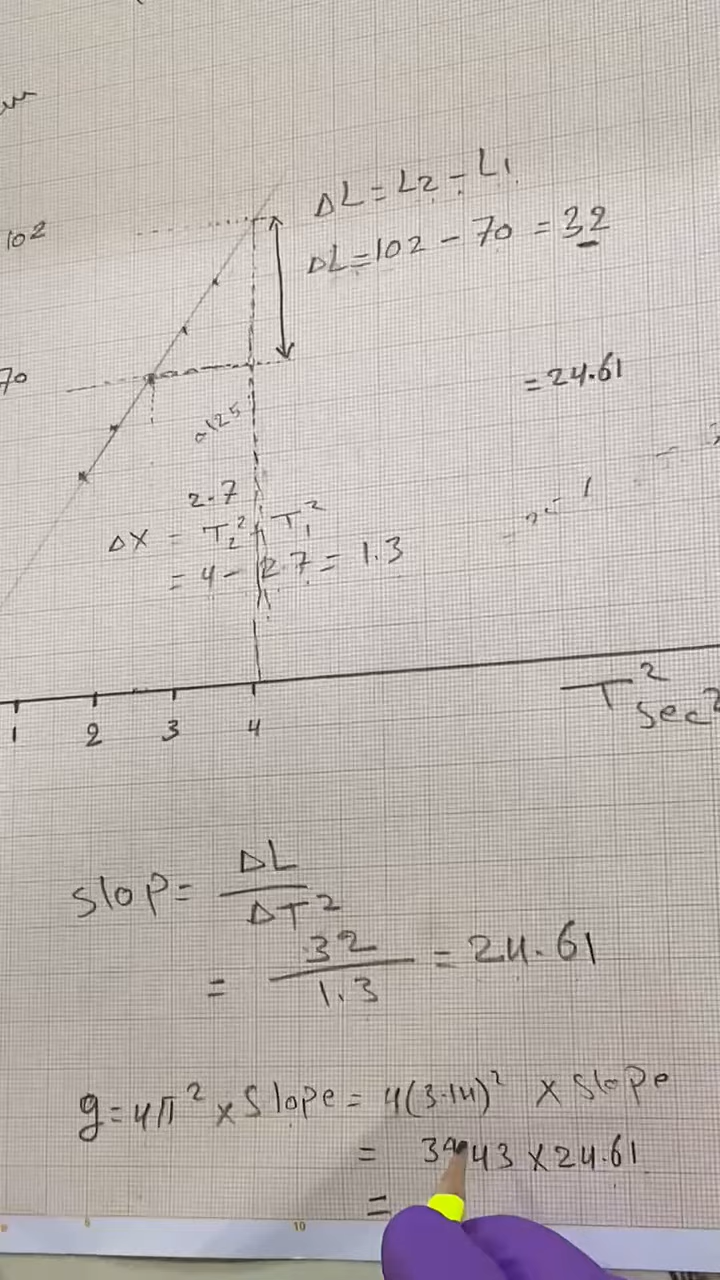 ΔL = L₂ - L₁
102
ΔL = 102 - 70 = 32
70
= 24.61
2.7
ΔX = T₂² - T₁²
= 4 - 2.7 = 1.3
T² sec²
1 2 3 4
slop = ΔL / ΔT²
= 32 / 1.3 = 24.61
g = 4π² × slope = 4(3.14)² × slope
= 39.43 × 24.61
=
10